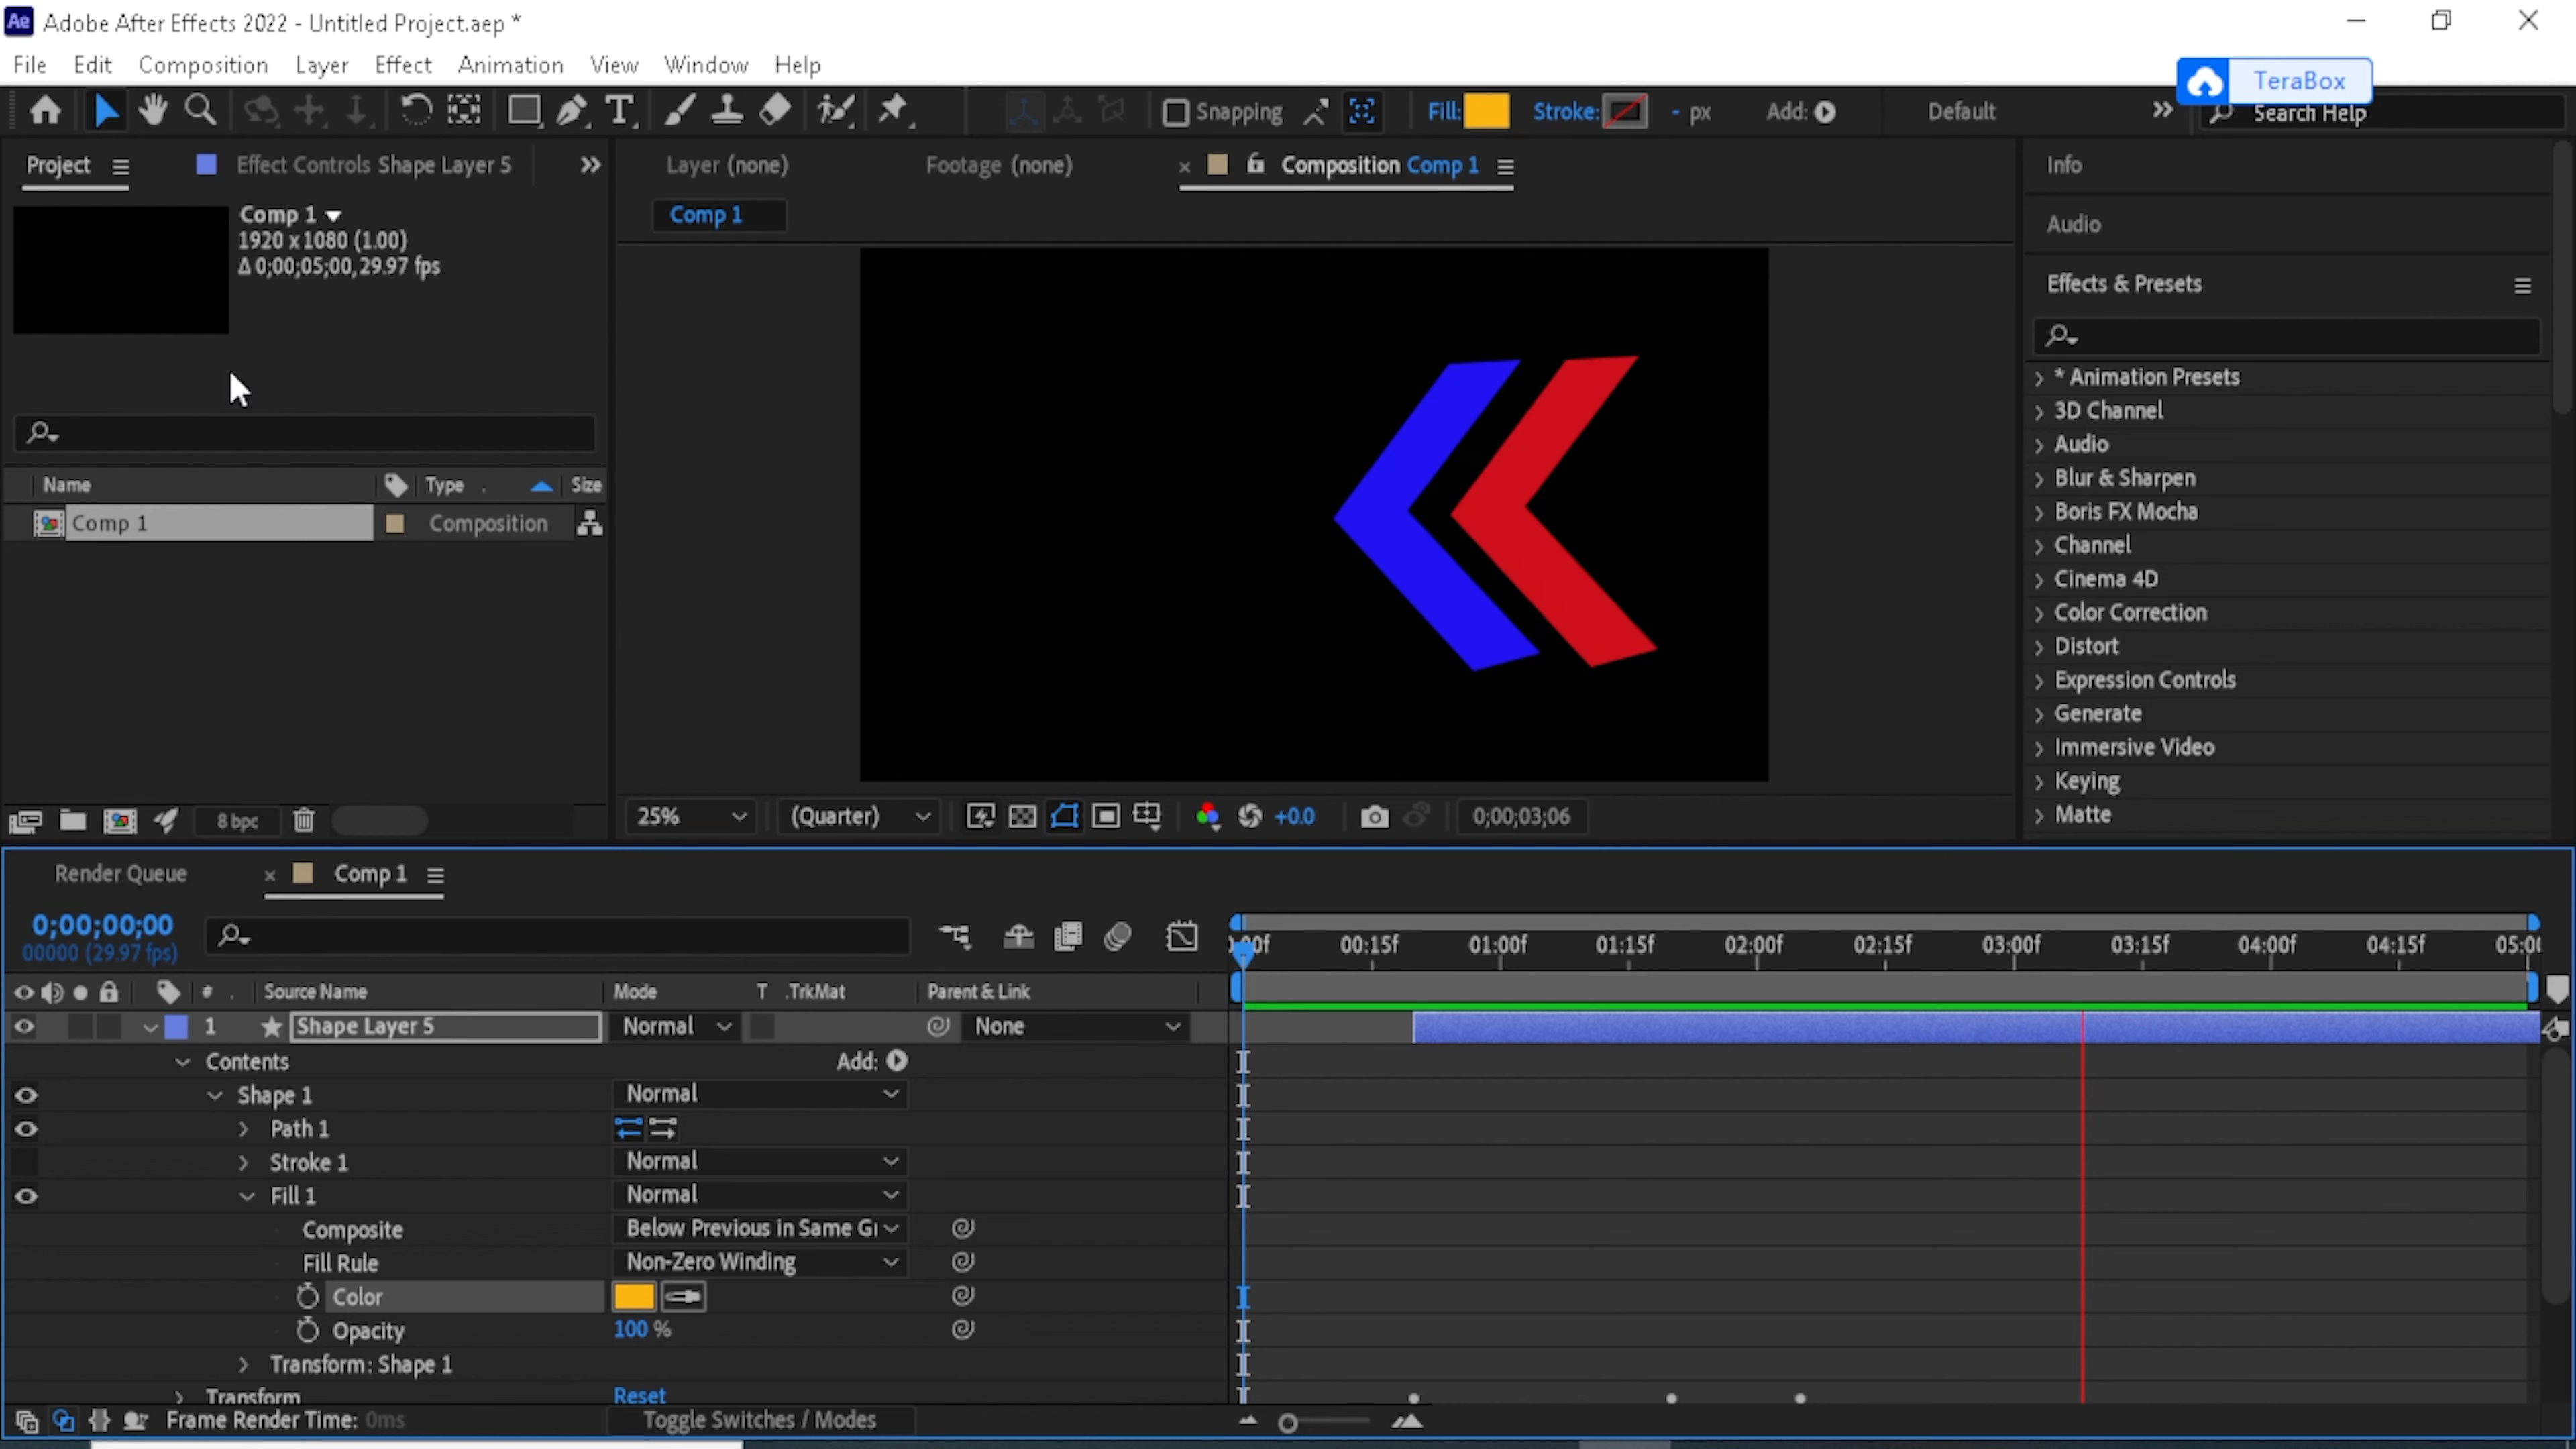 Ae Adobe After Effects 2022 - Untitled Project.aep *
File Edit Composition Layer Effect Animation View Window Help
TeraBox
Snapping Fill: Stroke: - px Add: Default Search Help
Project Effect Controls Shape Layer 5
Layer (none) Footage (none) Composition Comp 1
Comp 1
Comp 1
1920 x 1080 (1.00)
Δ 0;00;05;00, 29.97 fps
Name Type Size
Comp 1 Composition
8 bpc
25% (Quarter) +0.0 0;00;03;06
Info
Audio
Effects & Presets
* Animation Presets
3D Channel
Audio
Blur & Sharpen
Boris FX Mocha
Channel
Cinema 4D
Color Correction
Distort
Expression Controls
Generate
Immersive Video
Keying
Matte
Render Queue Comp 1
0;00;00;00
00000 (29.97 fps)
00:15f 01:00f 01:15f 02:00f 02:15f 03:00f 03:15f 04:00f 04:15f
# Source Name Mode T .TrkMat Parent & Link
1 Shape Layer 5 Normal None
Contents Add:
Shape 1 Normal
Path 1
Stroke 1 Normal
Fill 1 Normal
Composite Below Previous in Same
Fill Rule Non-Zero Winding
Color
Opacity 100 %
Transform: Shape 1
Transform Reset
Frame Render Time: 0ms Toggle Switches / Modes